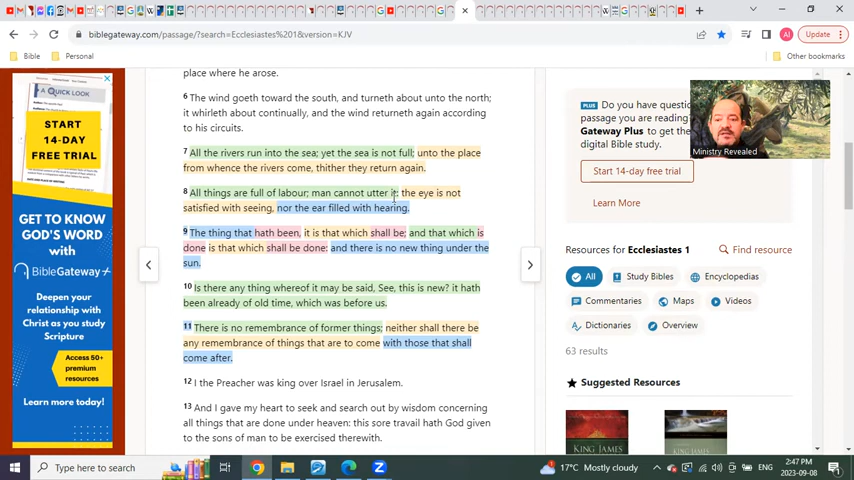 Update
biblegateway.com/passage/?search=Ecclesiastes%201&version=KJV
Bible
Personal
Other bookmarks
place where he arose.
6 The wind goeth toward the south, and turneth about unto the north;
it whirleth about continually, and the wind returneth again according
to his circuits.
7 All the rivers run into the sea; yet the sea is not full; unto the place
from whence the rivers come, thither they return again.
8 All things are full of labour; man cannot utter it: the eye is not
satisfied with seeing, nor the ear filled with hearing.
9 The thing that hath been, it is that which shall be; and that which is
done is that which shall be done: and there is no new thing under the
sun.
10 Is there any thing whereof it may be said, See, this is new? it hath
been already of old time, which was before us.
11 There is no remembrance of former things; neither shall there be
any remembrance of things that are to come with those that shall
come after.
12 I the Preacher was king over Israel in Jerusalem.
13 And I gave my heart to seek and search out by wisdom concerning
all things that are done under heaven: this sore travail hath God given
to the sons of man to be exercised therewith.
A QUICK LOOK
START
14-DAY
FREE TRIAL
GET TO KNOW
GOD'S WORD
with
BibleGateway+
Deepen your
relationship with
Christ as you study
Scripture
Access 50+
premium
resources
Learn more today!
PLUS Do you have questi
passage you are reading
Gateway Plus to get the
digital Bible study.
Ministry Revealed
Start 14-day free trial
Learn More
Resources for Ecclesiastes 1
Find resource
All
Study Bibles
Encyclopedias
Commentaries
Maps
Videos
Dictionaries
Overview
63 results
Suggested Resources
KING JAMES
Type here to search
17°C Mostly cloudy
ENG
2:47 PM
2023-09-08